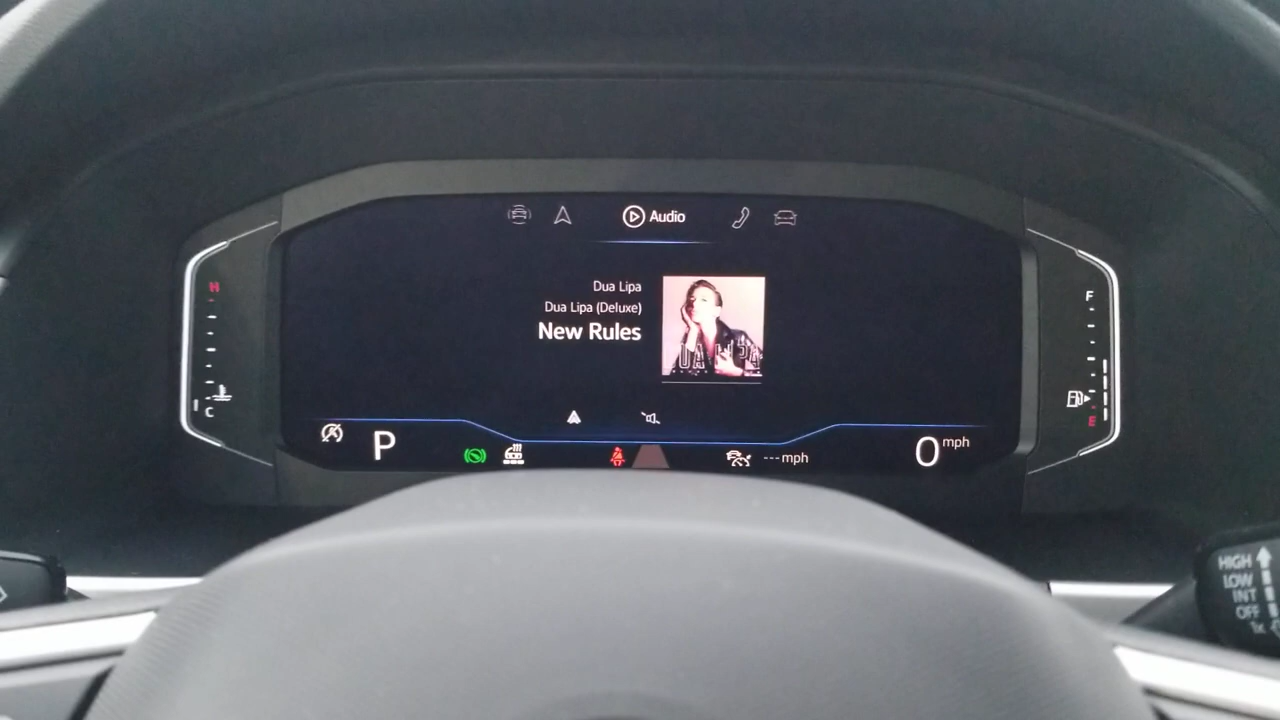 Audio
Dua Lipa
Dua Lipa (Deluxe)
New Rules
DUA LIPA
H
C
F
E
P
--- mph
0 mph
HIGH
LOW
INT
OFF
1x